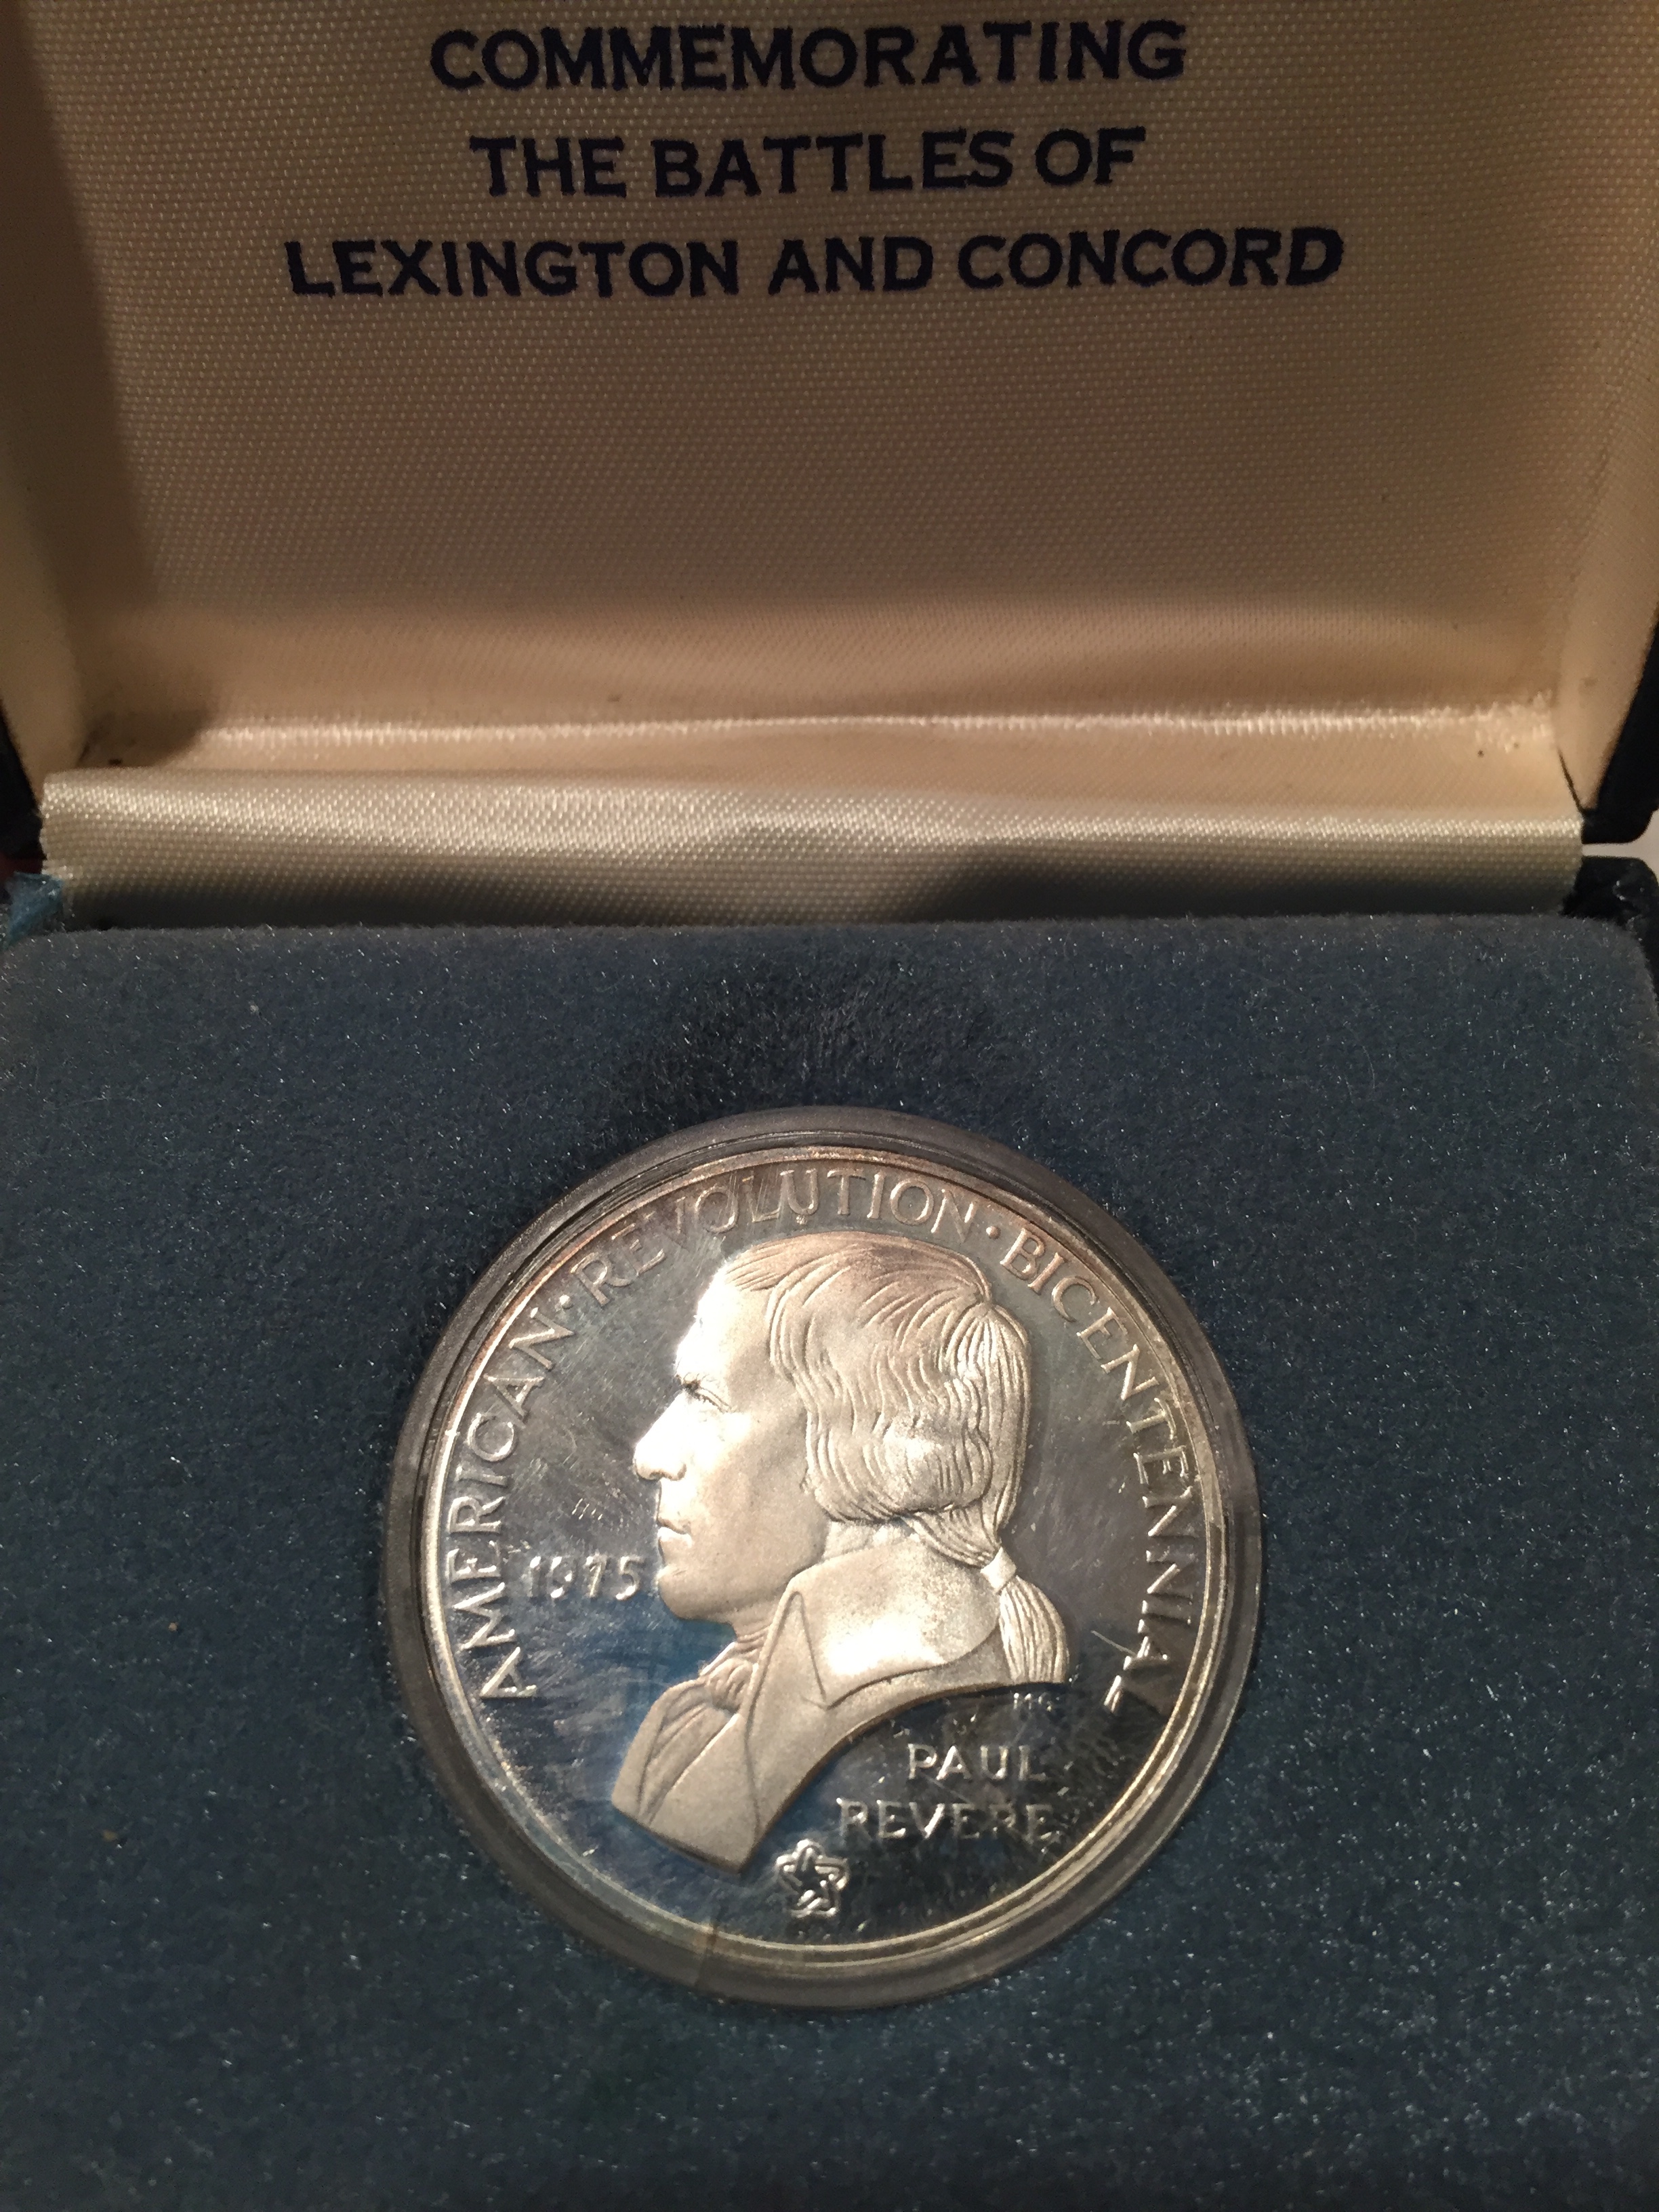 COMMEMORATING
THE BATTLES OF
LEXINGTON AND CONCORD
AMERICAN · REVOLUTION · BICENTENNIAL
1975
PAUL
REVERE